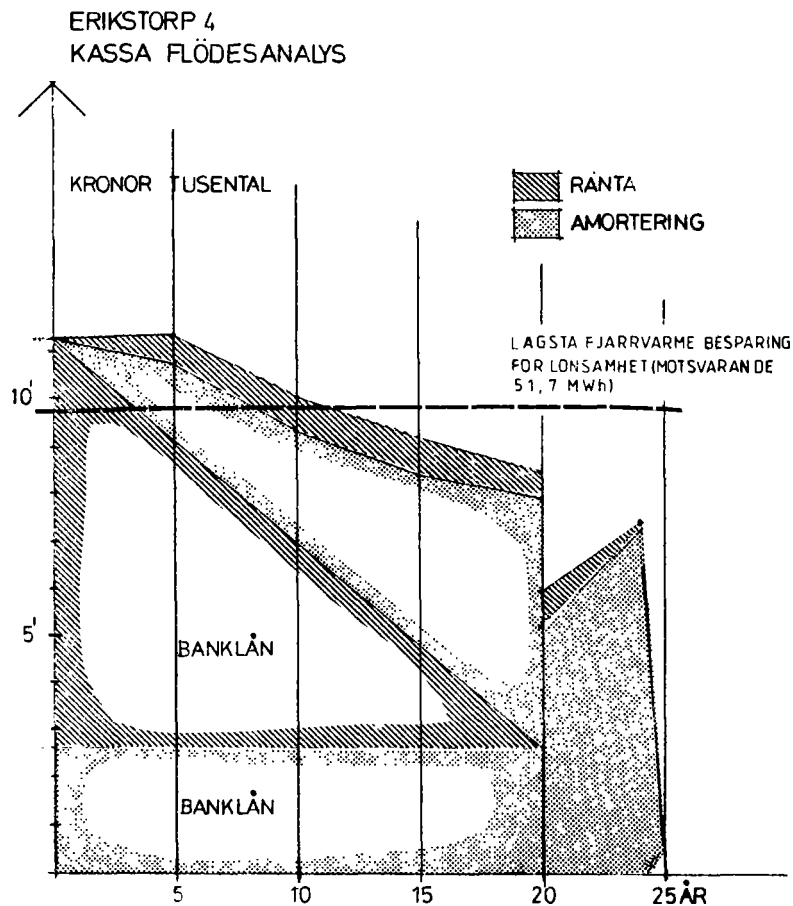 ERIKSTORP 4
KASSA FLÖDESANALYS
KRONOR TUSENTAL
RÄNTA
AMORTERING
LÄGSTA FJÄRRVÄRME BESPARING
FÖR LÖNSAMHET (MOTSVARANDE
51,7 MWh)
10'
5'
BANKLÅN
BANKLÅN
5 10 15 20 25 ÅR